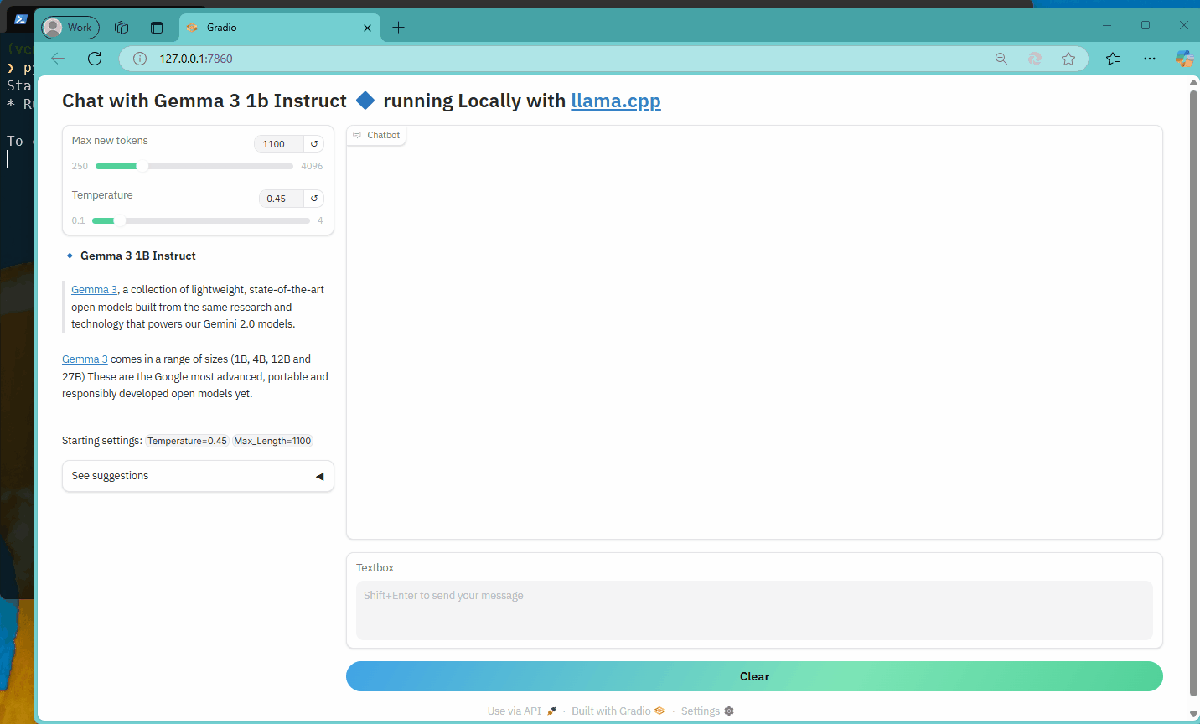 Work
Gradio
127.0.0.1:7860
Sta
To
Chat with Gemma 3 1b Instruct 🔷 running Locally with llama.cpp
Max new tokens
1100
250
4096
Temperature
0.45
0.1
4
🔹 Gemma 3 1B Instruct
Gemma 3, a collection of lightweight, state-of-the-art
open models built from the same research and
technology that powers our Gemini 2.0 models.
Gemma 3 comes in a range of sizes (1B, 4B, 12B and
27B) These are the Google most advanced, portable and
responsibly developed open models yet.
Starting settings: Temperature=0.45 Max_Length=1100
See suggestions
Chatbot
Textbox
Shift+Enter to send your message
Clear
Use via API · Built with Gradio · Settings